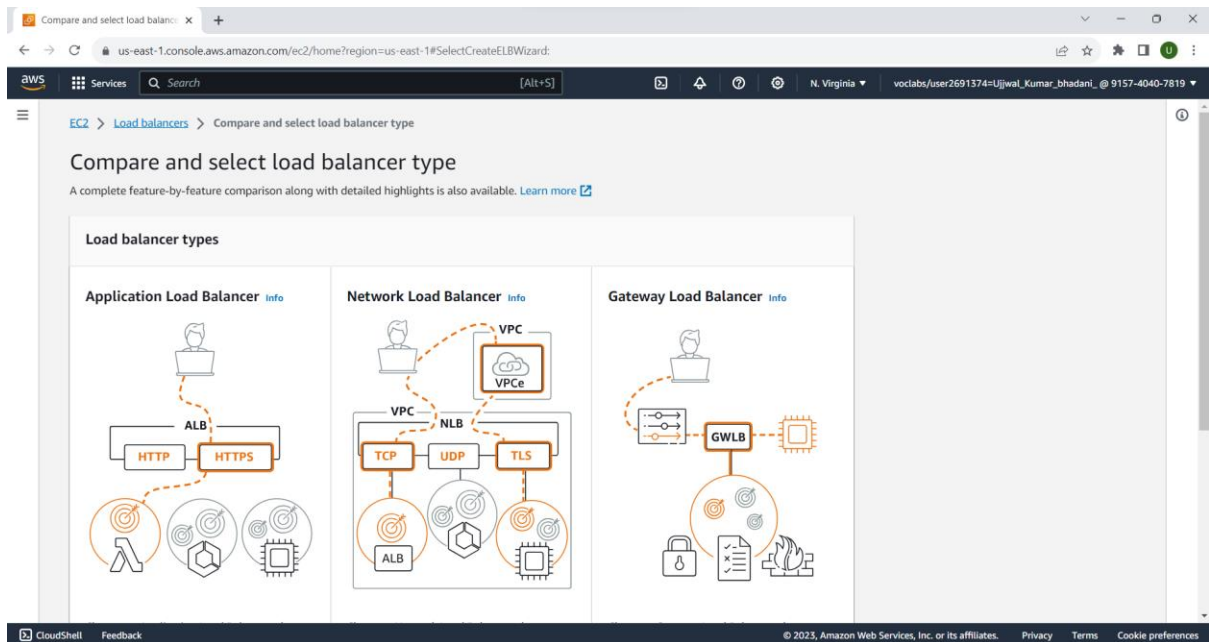 Compare and select load balanc
us-east-1.console.aws.amazon.com/ec2/home?region=us-east-1#SelectCreateELBWizard:
U
aws
Services
Search
[Alt+S]
N. Virginia
voclabs/user2691374=Ujjwal_Kumar_bhadani_ @ 9157-4040-7819
EC2 > Load balancers > Compare and select load balancer type
Compare and select load balancer type
A complete feature-by-feature comparison along with detailed highlights is also available. Learn more
Load balancer types
Application Load Balancer Info
ALB
HTTP
HTTPS
Network Load Balancer Info
VPC
VPCe
VPC
NLB
TCP
UDP
TLS
ALB
Gateway Load Balancer Info
GWLB
CloudShell
Feedback
© 2023, Amazon Web Services, Inc. or its affiliates.
Privacy
Terms
Cookie preferences